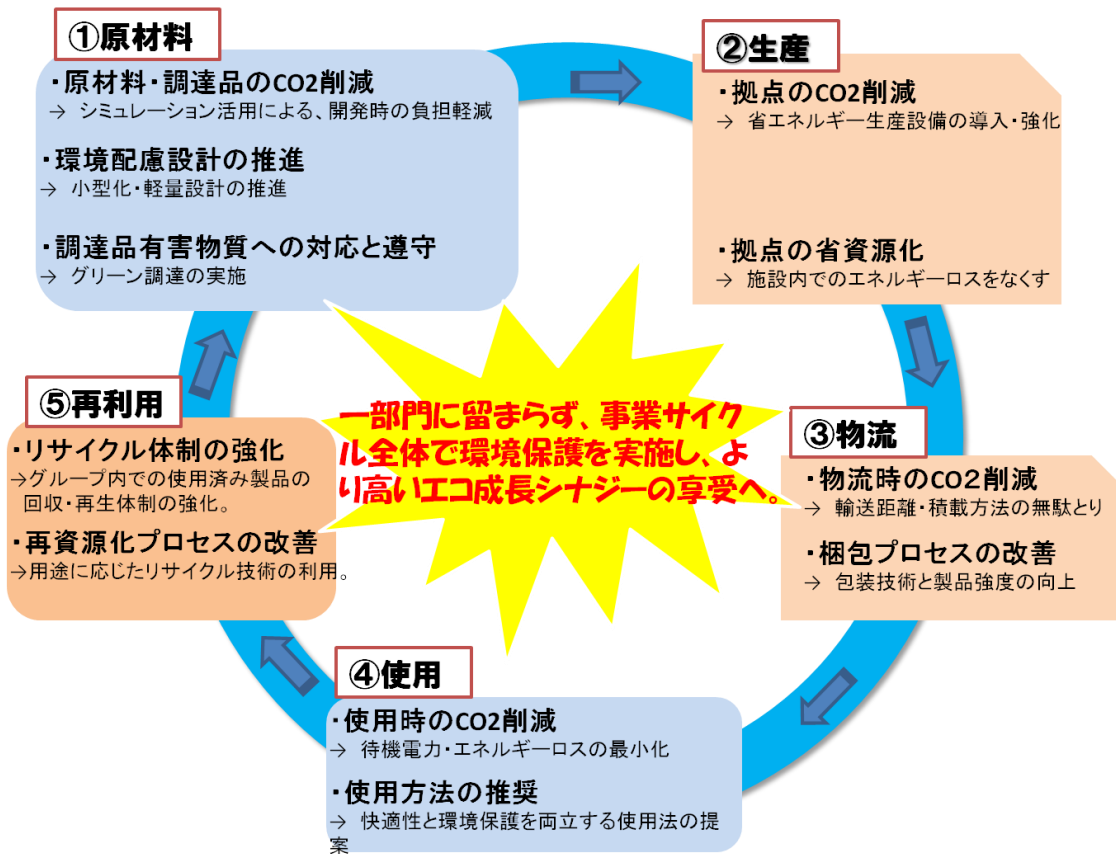 ①原材料
・原材料・調達品のCO2削減
→ シミュレーション活用による、開発時の負担軽減
・環境配慮設計の推進
→ 小型化・軽量設計の推進
・調達品有害物質への対応と遵守
→ グリーン調達の実施
②生産
・拠点のCO2削減
→ 省エネルギー生産設備の導入・強化
・拠点の省資源化
→ 施設内でのエネルギーロスをなくす
③物流
・物流時のCO2削減
→ 輸送距離・積載方法の無駄とり
・梱包プロセスの改善
→ 包装技術と製品強度の向上
④使用
・使用時のCO2削減
→ 待機電力・エネルギーロスの最小化
・使用方法の推奨
→ 快適性と環境保護を両立する使用法の提
案
⑤再利用
・リサイクル体制の強化
→グループ内での使用済み製品の
回収・再生体制の強化。
・再資源化プロセスの改善
→用途に応じたリサイクル技術の利用。
一部門に留まらず、事業サイク
ル全体で環境保護を実施し、よ
り高いエコ成長シナジーの享受へ。